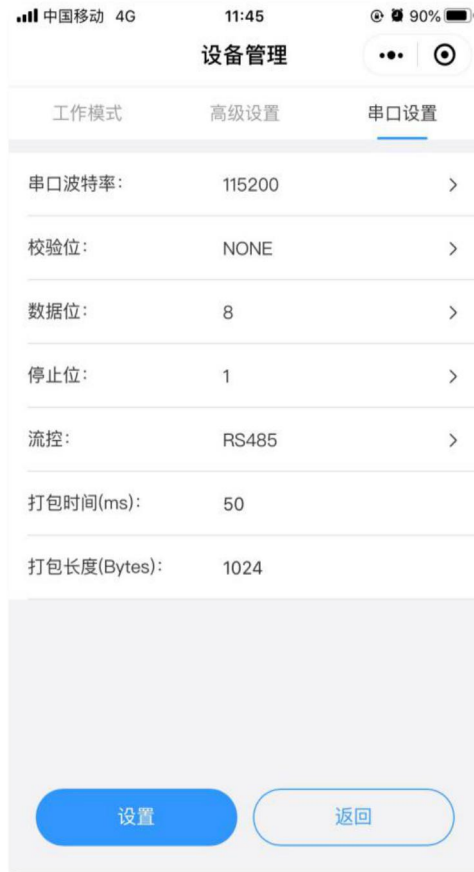 中国移动 4G 11:45 90%
设备管理
工作模式 高级设置 串口设置
串口波特率: 115200
校验位: NONE
数据位: 8
停止位: 1
流控: RS485
打包时间(ms): 50
打包长度(Bytes): 1024
设置 返回